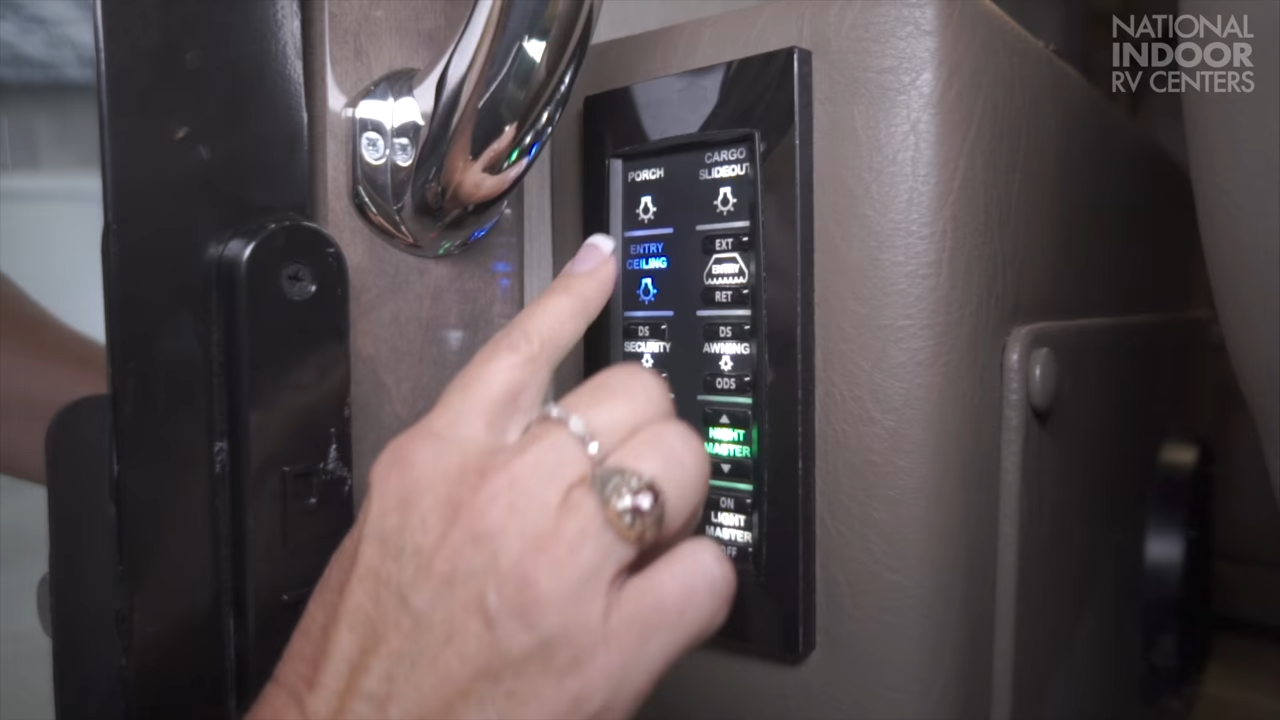 NATIONAL
INDOOR
RV CENTERS
PORCH
CARGO
SLIDEOUT
ENTRY
CEILING
EXT
ENTRY
RET
DS
SECURITY
DS
AWNING
ODS
NIGHT
MASTER
ON
LIGHT
MASTER